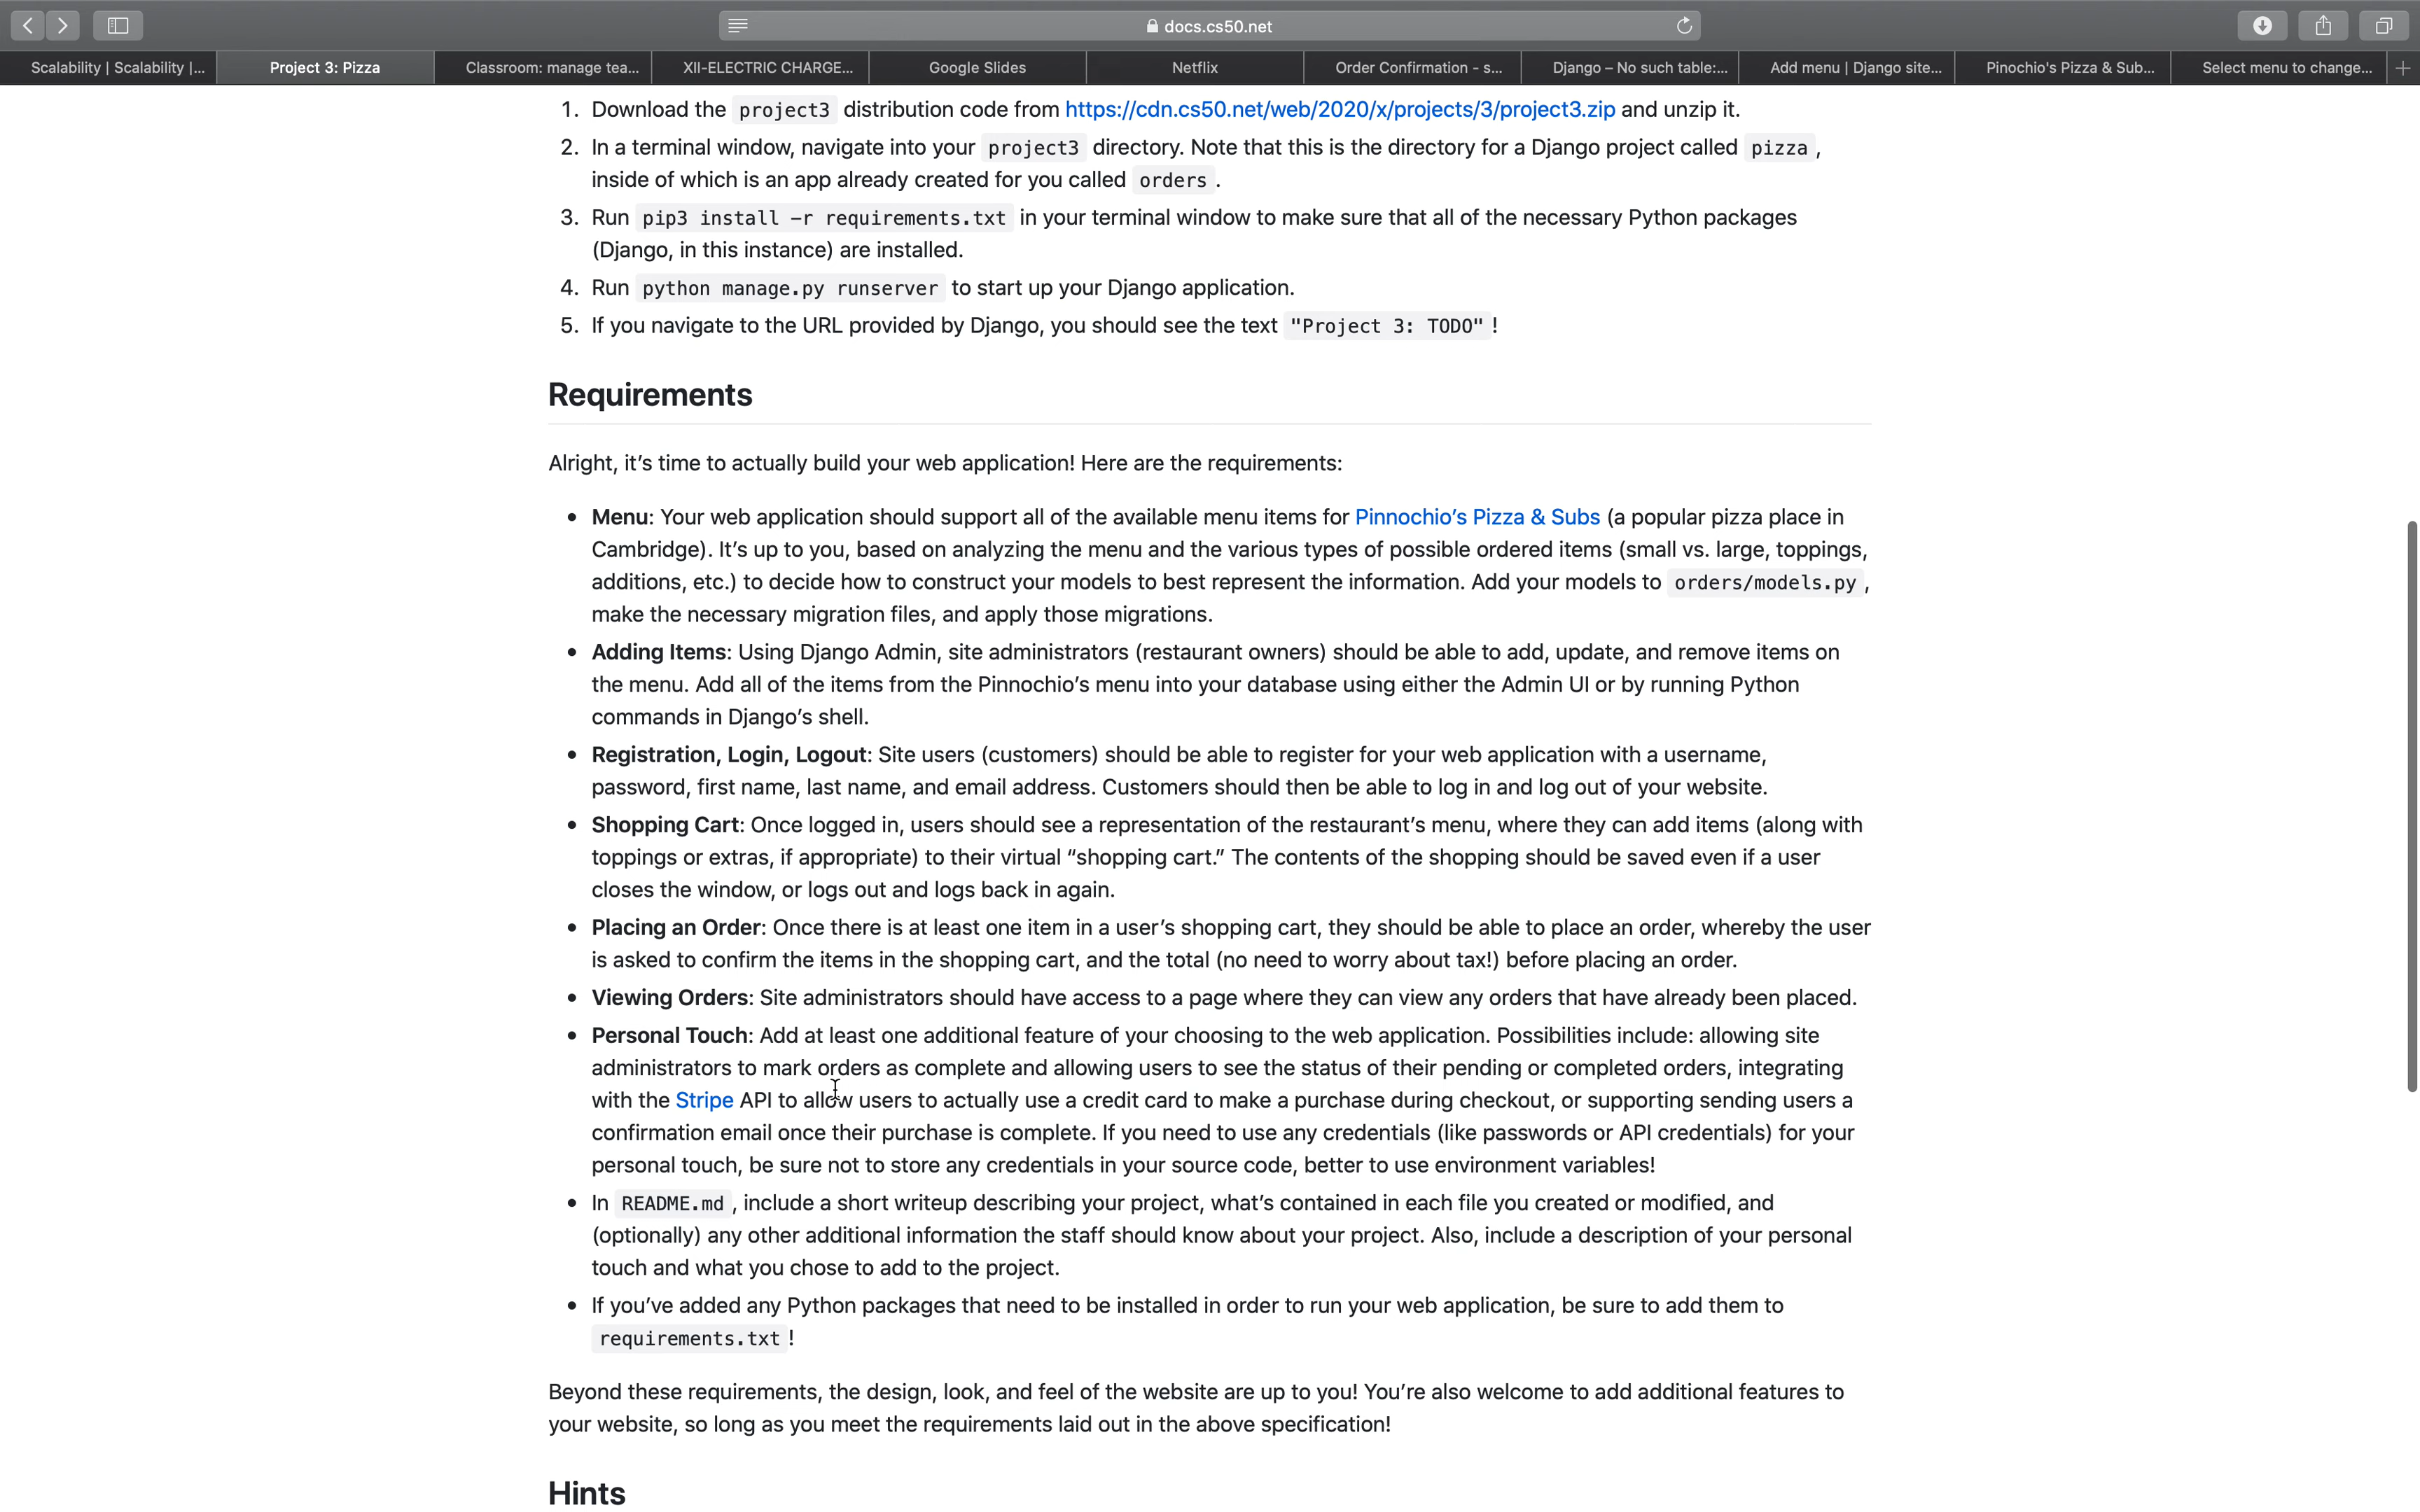 docs.cs50.net
Scalability | Scalability |...
Project 3: Pizza
Classroom: manage tea...
XII-ELECTRIC CHARGE...
Google Slides
Netflix
Order Confirmation - s...
Django – No such table:...
Add menu | Django site...
Pinochio's Pizza & Sub...
Select menu to change...
1. Download the project3 distribution code from https://cdn.cs50.net/web/2020/x/projects/3/project3.zip and unzip it.
2. In a terminal window, navigate into your project3 directory. Note that this is the directory for a Django project called pizza ,
inside of which is an app already created for you called orders .
3. Run pip3 install -r requirements.txt in your terminal window to make sure that all of the necessary Python packages
(Django, in this instance) are installed.
4. Run python manage.py runserver to start up your Django application.
5. If you navigate to the URL provided by Django, you should see the text "Project 3: TODO" !
Requirements
Alright, it’s time to actually build your web application! Here are the requirements:
• Menu: Your web application should support all of the available menu items for Pinnochio’s Pizza & Subs (a popular pizza place in
Cambridge). It’s up to you, based on analyzing the menu and the various types of possible ordered items (small vs. large, toppings,
additions, etc.) to decide how to construct your models to best represent the information. Add your models to orders/models.py ,
make the necessary migration files, and apply those migrations.
• Adding Items: Using Django Admin, site administrators (restaurant owners) should be able to add, update, and remove items on
the menu. Add all of the items from the Pinnochio’s menu into your database using either the Admin UI or by running Python
commands in Django’s shell.
• Registration, Login, Logout: Site users (customers) should be able to register for your web application with a username,
password, first name, last name, and email address. Customers should then be able to log in and log out of your website.
• Shopping Cart: Once logged in, users should see a representation of the restaurant’s menu, where they can add items (along with
toppings or extras, if appropriate) to their virtual “shopping cart.” The contents of the shopping should be saved even if a user
closes the window, or logs out and logs back in again.
• Placing an Order: Once there is at least one item in a user’s shopping cart, they should be able to place an order, whereby the user
is asked to confirm the items in the shopping cart, and the total (no need to worry about tax!) before placing an order.
• Viewing Orders: Site administrators should have access to a page where they can view any orders that have already been placed.
• Personal Touch: Add at least one additional feature of your choosing to the web application. Possibilities include: allowing site
administrators to mark orders as complete and allowing users to see the status of their pending or completed orders, integrating
with the Stripe API to allow users to actually use a credit card to make a purchase during checkout, or supporting sending users a
confirmation email once their purchase is complete. If you need to use any credentials (like passwords or API credentials) for your
personal touch, be sure not to store any credentials in your source code, better to use environment variables!
• In README.md , include a short writeup describing your project, what’s contained in each file you created or modified, and
(optionally) any other additional information the staff should know about your project. Also, include a description of your personal
touch and what you chose to add to the project.
• If you’ve added any Python packages that need to be installed in order to run your web application, be sure to add them to
requirements.txt !
Beyond these requirements, the design, look, and feel of the website are up to you! You’re also welcome to add additional features to
your website, so long as you meet the requirements laid out in the above specification!
Hints